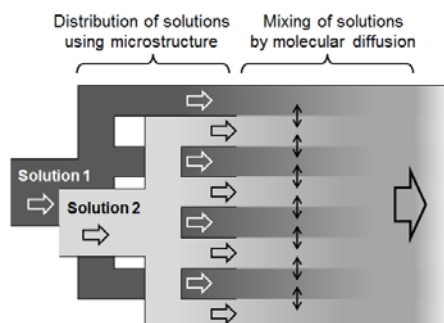 Distribution of solutions
using microstructure
Mixing of solutions
by molecular diffusion
Solution 1
Solution 2